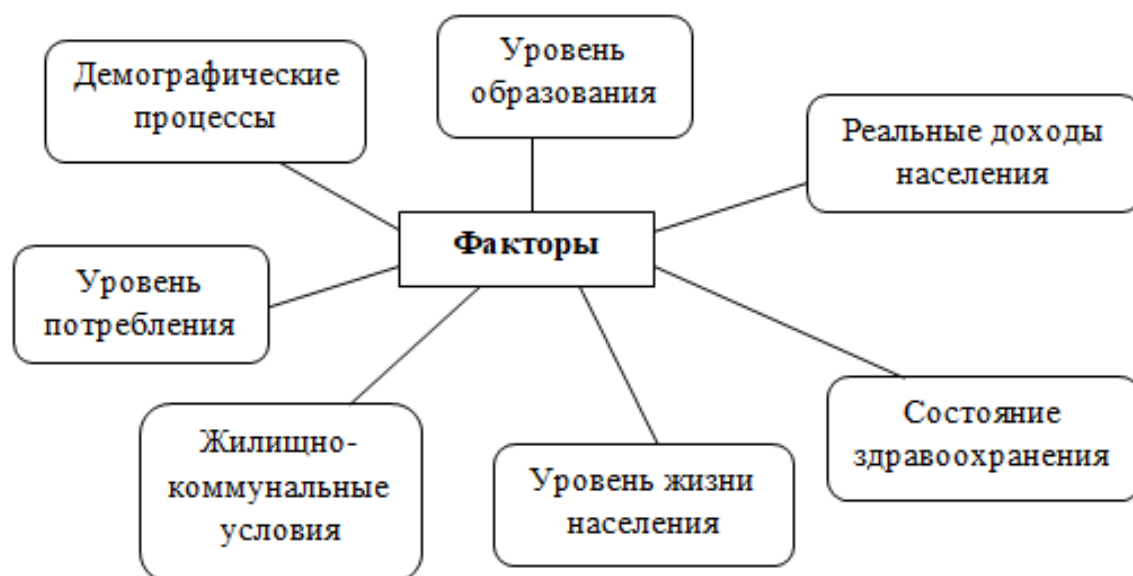 Демографические
процессы
Уровень
образования
Реальные доходы
населения
Факторы
Уровень
потребления
Жилищно-
коммунальные
условия
Уровень жизни
населения
Состояние
здравоохранения